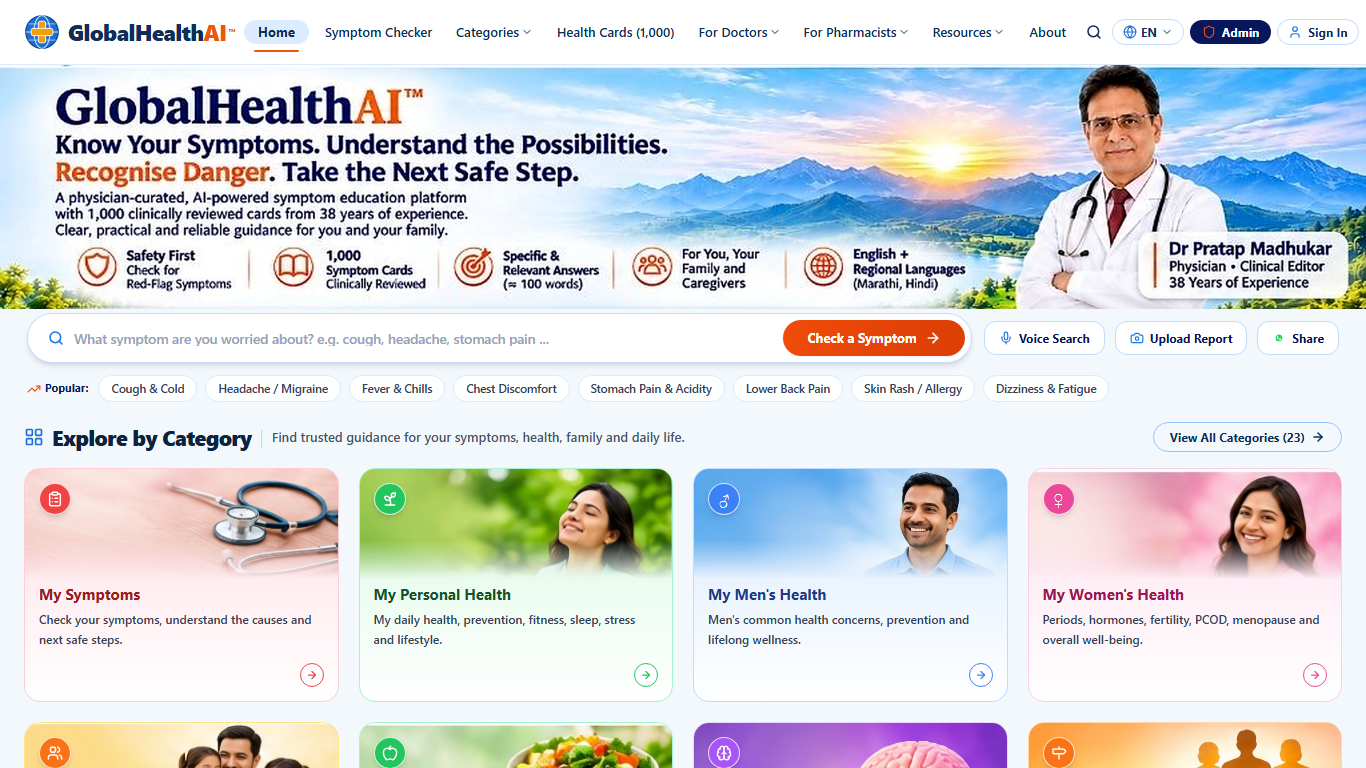 GlobalHealthAI™
Home
Symptom Checker
Categories
Health Cards (1,000)
For Doctors
For Pharmacists
Resources
About
EN
Admin
Sign In
GlobalHealthAI™
Know Your Symptoms. Understand the Possibilities.
Recognise Danger. Take the Next Safe Step.
A physician-curated, AI-powered symptom education platform
with 1,000 clinically reviewed cards from 38 years of experience.
Clear, practical and reliable guidance for you and your family.
Safety First
Check for
Red-Flag Symptoms
1,000
Symptom Cards
Clinically Reviewed
Specific &
Relevant Answers
(≈ 100 words)
For You, Your
Family and
Caregivers
English +
Regional Languages
(Marathi, Hindi)
Dr Pratap Madhukar
Physician • Clinical Editor
38 Years of Experience
What symptom are you worried about? e.g. cough, headache, stomach pain ...
Check a Symptom
Voice Search
Upload Report
Share
Popular:
Cough & Cold
Headache / Migraine
Fever & Chills
Chest Discomfort
Stomach Pain & Acidity
Lower Back Pain
Skin Rash / Allergy
Dizziness & Fatigue
Explore by Category
Find trusted guidance for your symptoms, health, family and daily life.
View All Categories (23)
My Symptoms
Check your symptoms, understand the causes and
next safe steps.
My Personal Health
My daily health, prevention, fitness, sleep, stress
and lifestyle.
My Men's Health
Men's common health concerns, prevention and
lifelong wellness.
My Women's Health
Periods, hormones, fertility, PCOD, menopause and
overall well-being.